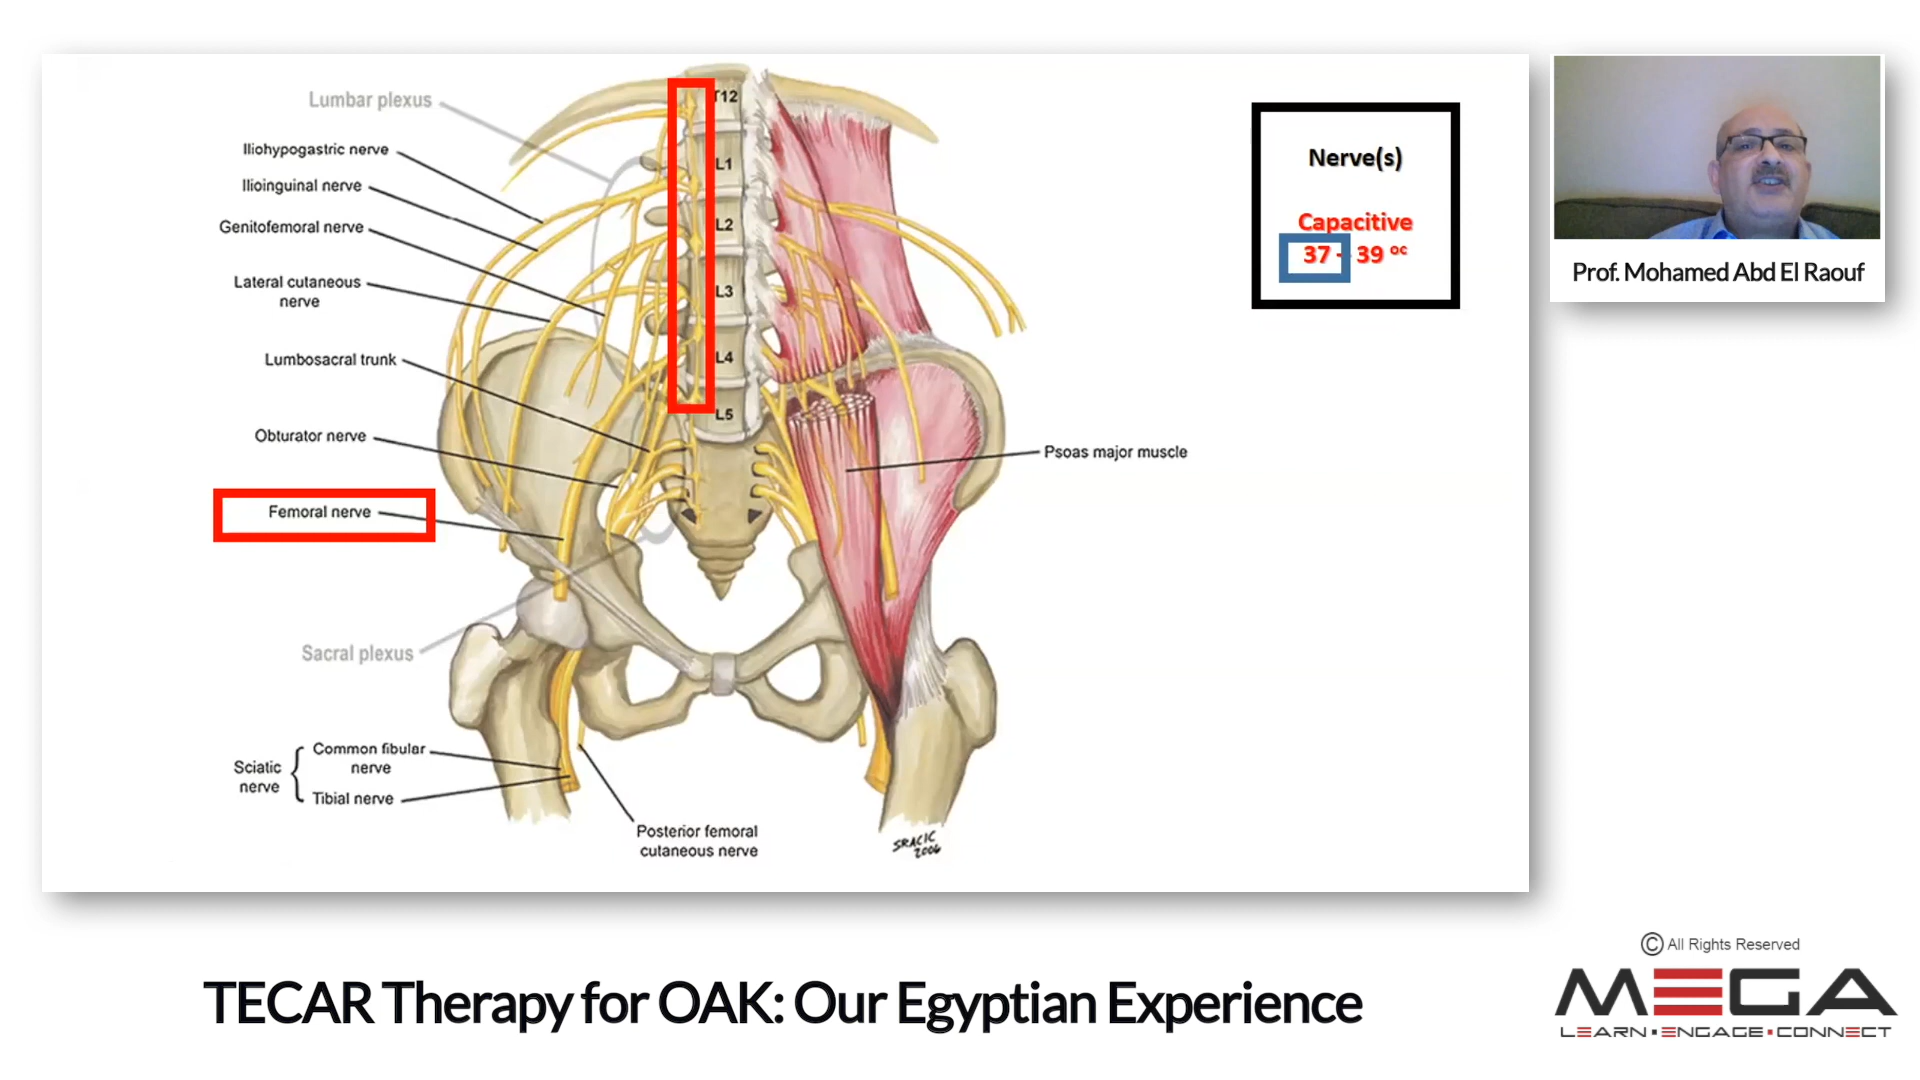 Lumbar plexus
Iliohypogastric nerve
Ilioinguinal nerve
Genitofemoral nerve
Lateral cutaneous
nerve
Lumbosacral trunk
Obturator nerve
Femoral nerve
Sacral plexus
Sciatic
nerve
Common fibular
nerve
Tibial nerve
Posterior femoral
cutaneous nerve
T12
L1
L2
L3
L4
L5
Psoas major muscle
SRACIC
2006
Nerve(s)
Capacitive
37 - 39 °c
Prof. Mohamed Abd El Raouf
TECAR Therapy for OAK: Our Egyptian Experience
© All Rights Reserved
MEGA
LEARN▪ENGAGE▪CONNECT